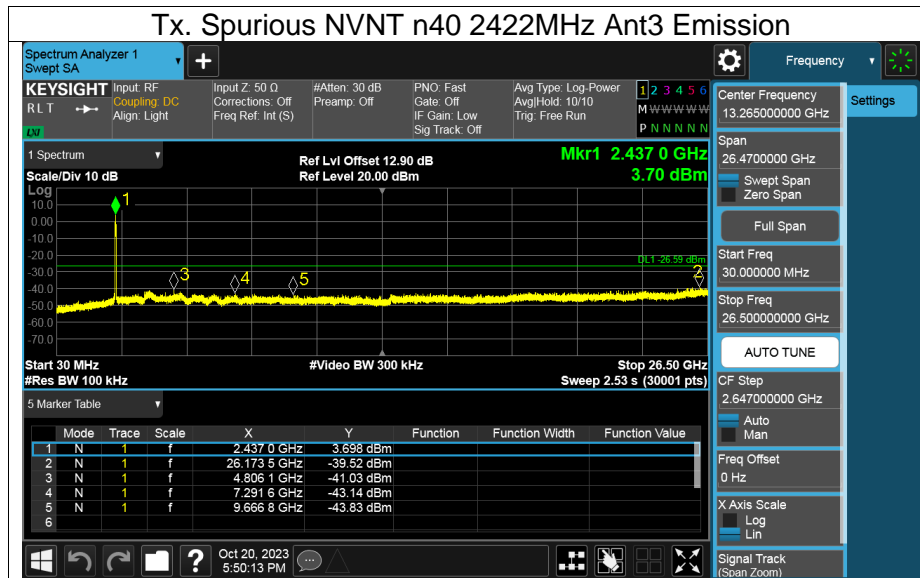 Tx. Spurious NVNT n40 2422MHz Ant3 Emission
Spectrum Analyzer 1
Swept SA
+
Frequency
KEYSIGHT
RLT
LXI
Input: RF
Coupling: DC
Align: Light
Input Z: 50 Ω
Corrections: Off
Freq Ref: Int (S)
#Atten: 30 dB
Preamp: Off
PNO: Fast
Gate: Off
IF Gain: Low
Sig Track: Off
Avg Type: Log-Power
Avg|Hold: 10/10
Trig: Free Run
1 2 3 4 5 6
M W W W W W
P N N N N N
1 Spectrum
Scale/Div 10 dB
Ref Lvl Offset 12.90 dB
Ref Level 20.00 dBm
Mkr1 2.437 0 GHz
3.70 dBm
Log
10.0
0.00
-10.0
-20.0
-30.0
-40.0
-50.0
-60.0
-70.0
1
3
4
5
2
DL1 -26.59 dBm
Start 30 MHz
#Res BW 100 kHz
#Video BW 300 kHz
Stop 26.50 GHz
Sweep 2.53 s (30001 pts)
5 Marker Table
Mode Trace Scale X Y Function Function Width Function Value
1 N 1 f 2.437 0 GHz 3.698 dBm
2 N 1 f 26.173 5 GHz -39.52 dBm
3 N 1 f 4.806 1 GHz -41.03 dBm
4 N 1 f 7.291 6 GHz -43.14 dBm
5 N 1 f 9.666 8 GHz -43.83 dBm
6
?
Oct 20, 2023
5:50:13 PM
Center Frequency
13.265000000 GHz
Settings
Span
26.4700000 GHz
Swept Span
Zero Span
Full Span
Start Freq
30.000000 MHz
Stop Freq
26.500000000 GHz
AUTO TUNE
CF Step
2.647000000 GHz
Auto
Man
Freq Offset
0 Hz
X Axis Scale
Log
Lin
Signal Track
(Span Zoom)